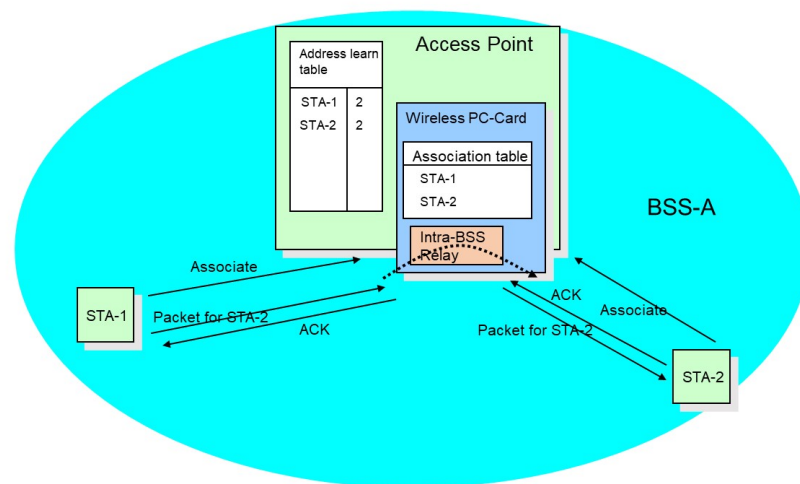 Access Point
Address learn
table
STA-1 2
STA-2 2
Wireless PC-Card
Association table
STA-1
STA-2
Intra-BSS
Relay
BSS-A
Associate
STA-1
Packet for STA-2
ACK
ACK
Associate
Packet for STA-2
STA-2